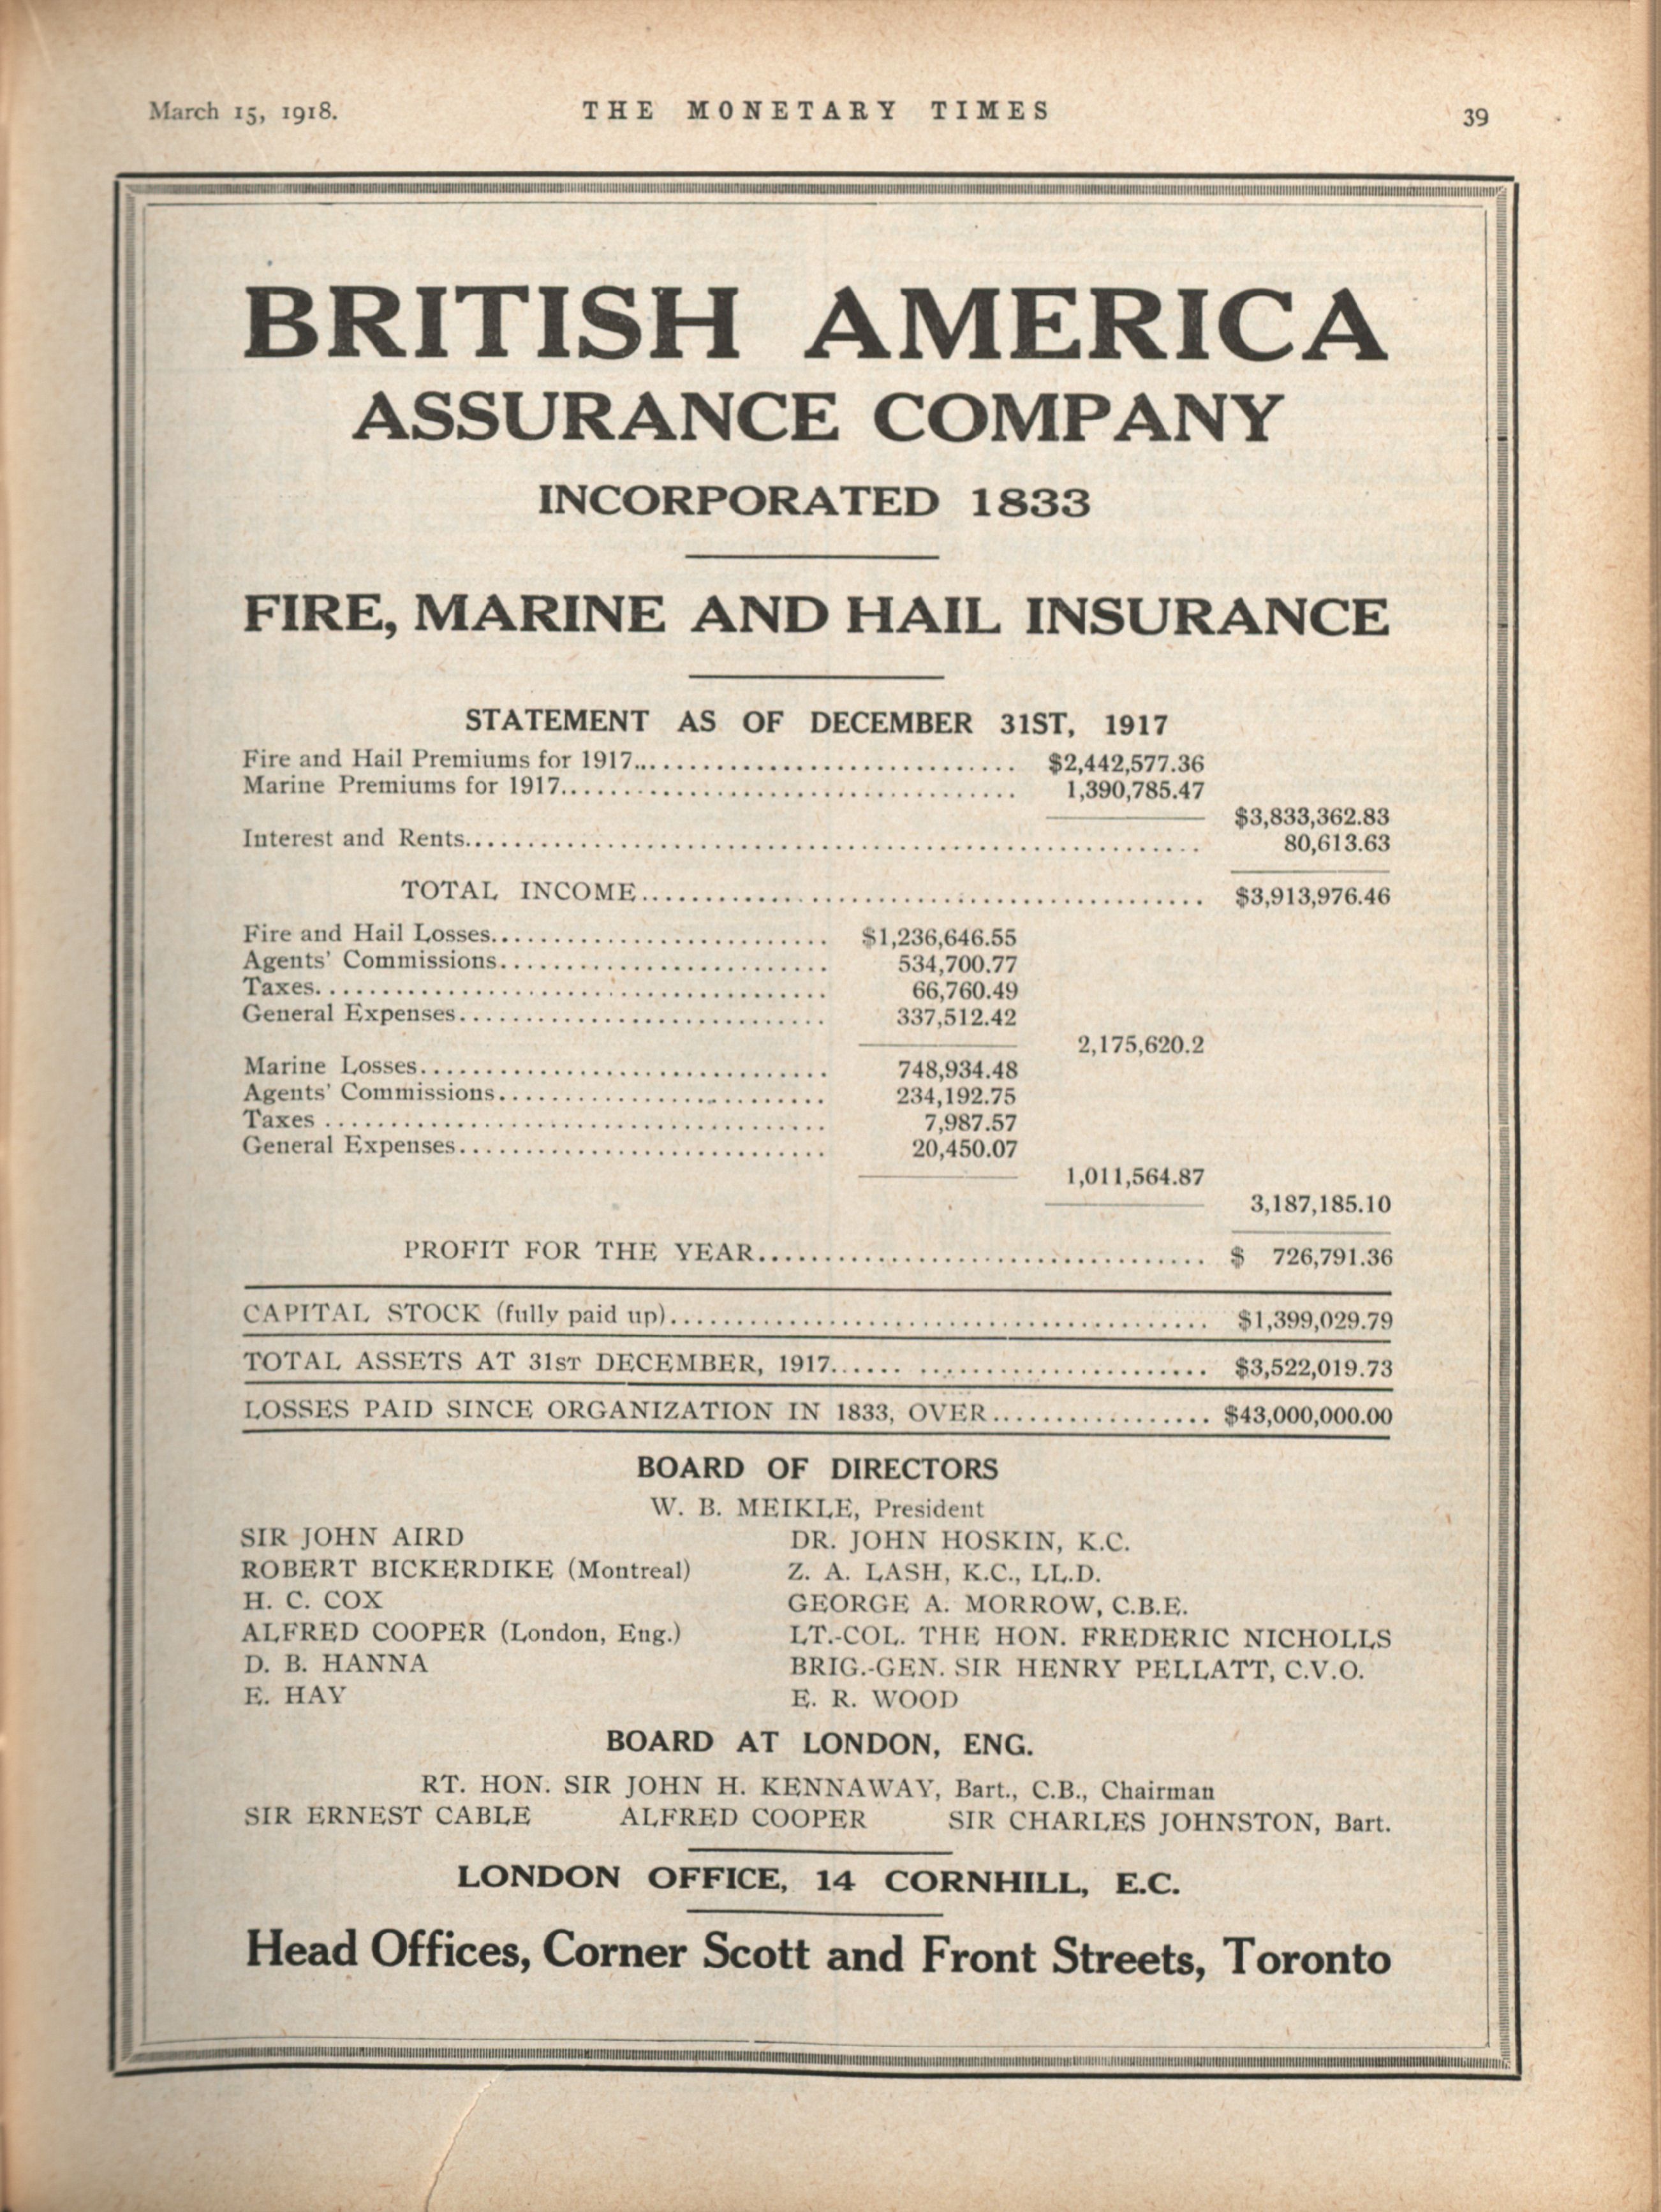 March 15, 1918. THE MONETARY TIMES 39
BRITISH AMERICA
ASSURANCE COMPANY
INCORPORATED 1833
FIRE, MARINE AND HAIL INSURANCE
STATEMENT AS OF DECEMBER 31ST, 1917
Fire and Hail Premiums for 1917 $2,442,577.36
Marine Premiums for 1917 1,390,785.47
$3,833,362.83
Interest and Rents 80,613.63
TOTAL INCOME $3,913,976.46
Fire and Hail Losses $1,236,646.55
Agents' Commissions 534,700.77
Taxes 66,760.49
General Expenses 337,512.42
2,175,620.2
Marine Losses 748,934.48
Agents' Commissions 234,192.75
Taxes 7,987.57
General Expenses 20,450.07
1,011,564.87
3,187,185.10
PROFIT FOR THE YEAR $ 726,791.36
CAPITAL STOCK (fully paid up) $1,399,029.79
TOTAL ASSETS AT 31ST DECEMBER, 1917 $3,522,019.73
LOSSES PAID SINCE ORGANIZATION IN 1833, OVER $43,000,000.00
BOARD OF DIRECTORS
W. B. MEIKLE, President
SIR JOHN AIRD DR. JOHN HOSKIN, K.C.
ROBERT BICKERDIKE (Montreal) Z. A. LASH, K.C., LL.D.
H. C. COX GEORGE A. MORROW, C.B.E.
ALFRED COOPER (London, Eng.) LT.-COL. THE HON. FREDERIC NICHOLLS
D. B. HANNA BRIG.-GEN. SIR HENRY PELLATT, C.V.O.
E. HAY E. R. WOOD
BOARD AT LONDON, ENG.
RT. HON. SIR JOHN H. KENNAWAY, Bart., C.B., Chairman
SIR ERNEST CABLE ALFRED COOPER SIR CHARLES JOHNSTON, Bart.
LONDON OFFICE, 14 CORNHILL, E.C.
Head Offices, Corner Scott and Front Streets, Toronto